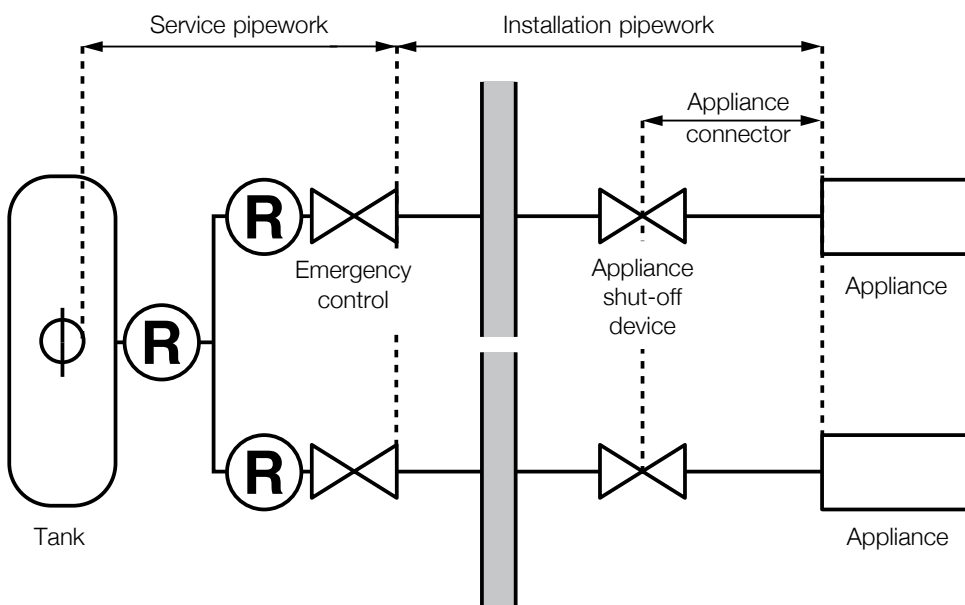 Service pipework
Installation pipework
Appliance
connector
R
Emergency
control
Appliance
shut-off
device
Appliance
R
R
Tank
Appliance